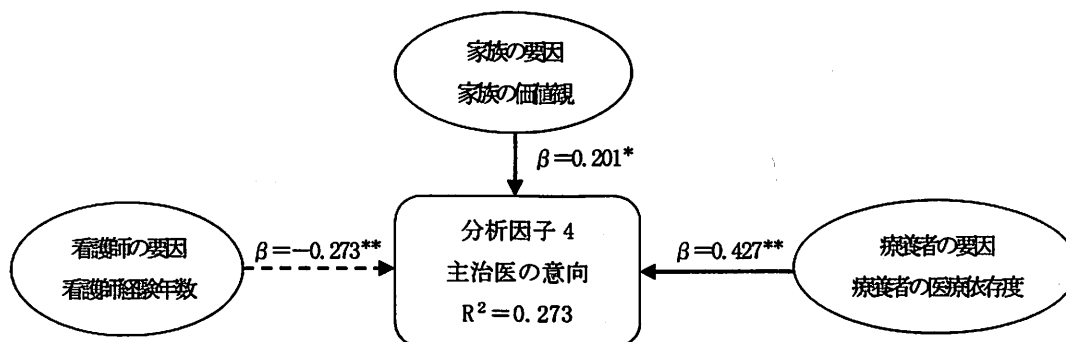 家族の要因
家族の価値観
β=0.201*
看護師の要因
看護師経験年数
β=-0.273**
分析因子 4
主治医の意向
R²=0.273
β=0.427**
療養者の要因
療養者の医療依存度